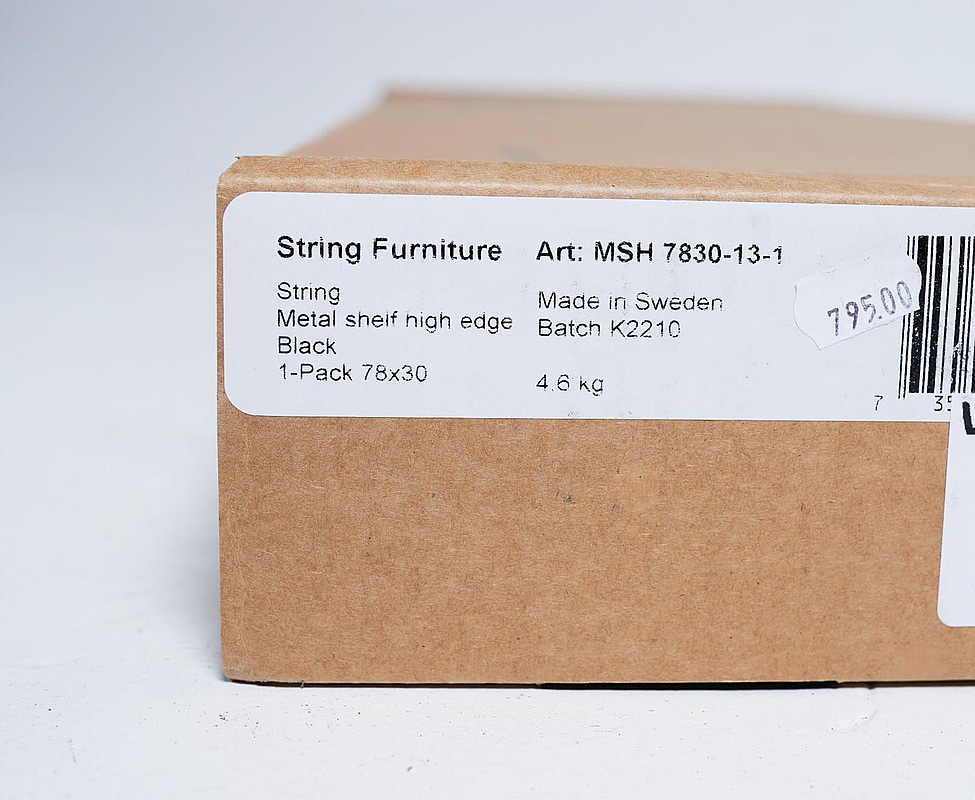 String Furniture
Art: MSH 7830-13-1
String
Metal shelf high edge
Black
1-Pack 78x30
Made in Sweden
Batch K2210
4.6 kg
795.00
7 35